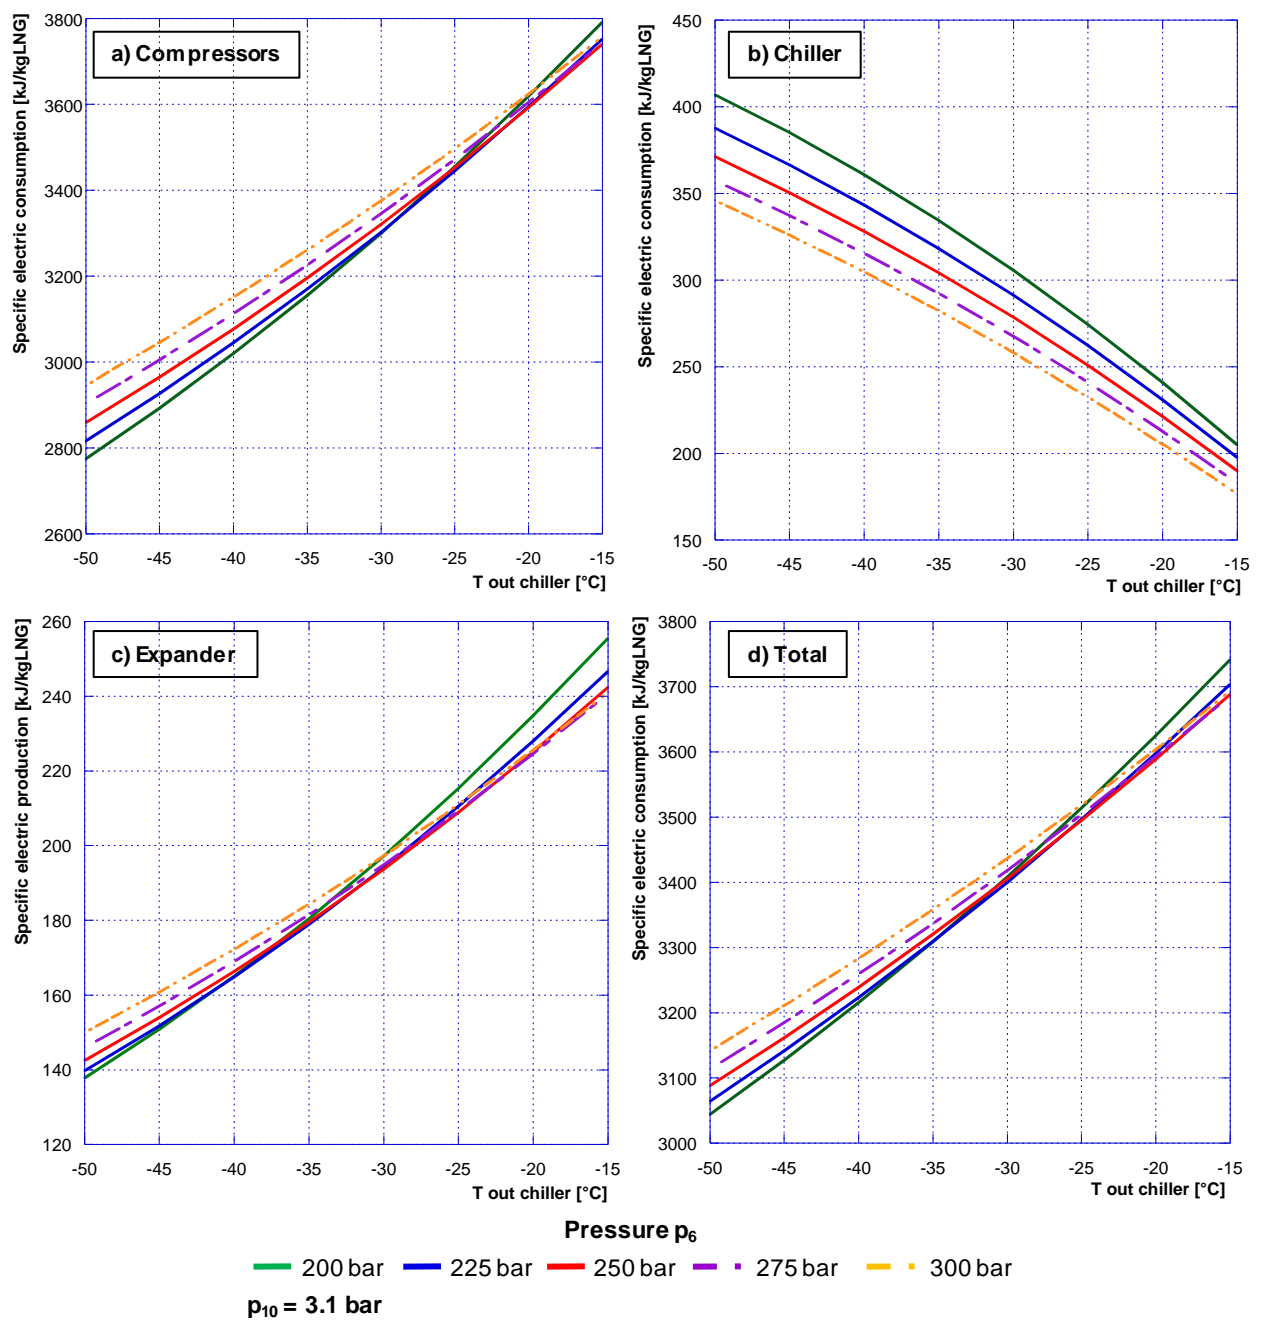 a) Compressors
Specific electric consumption [kJ/kgLNG]
3800
3600
3400
3200
3000
2800
2600
-50 -45 -40 -35 -30 -25 -20 -15
T out chiller [°C]
b) Chiller
Specific electric consumption [kJ/kgLNG]
450
400
350
300
250
200
150
-50 -45 -40 -35 -30 -25 -20 -15
T out chiller [°C]
c) Expander
Specific electric production [kJ/kgLNG]
260
240
220
200
180
160
140
120
-50 -45 -40 -35 -30 -25 -20 -15
T out chiller [°C]
d) Total
Specific electric consumption [kJ/kgLNG]
3800
3700
3600
3500
3400
3300
3200
3100
3000
-50 -45 -40 -35 -30 -25 -20 -15
T out chiller [°C]
Pressure p₆
200 bar 225 bar 250 bar 275 bar 300 bar
p₁₀ = 3.1 bar